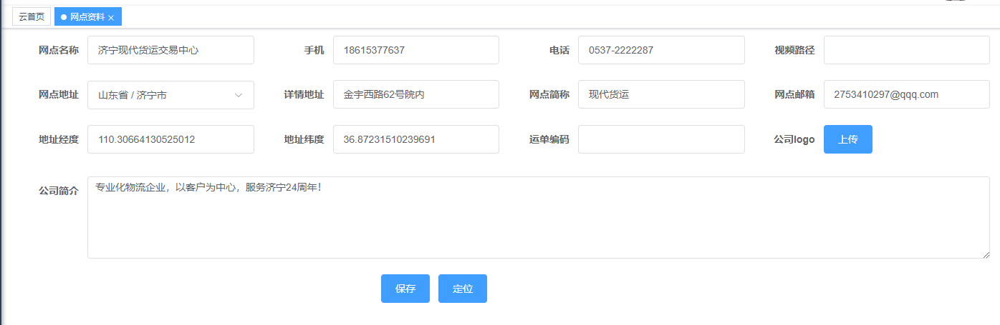 云首页 网点资料
网点名称 济宁现代货运交易中心 手机 18615377637 电话 0537-2222287 视频路径
网点地址 山东省 / 济宁市 详情地址 金宇西路62号院内 网点简称 现代货运 网点邮箱 2753410297@qqq.com
地址经度 110.30664130525012 地址纬度 36.87231510239691 运单编码 公司logo 上传
公司简介 专业化物流企业，以客户为中心，服务济宁24周年！
保存 定位